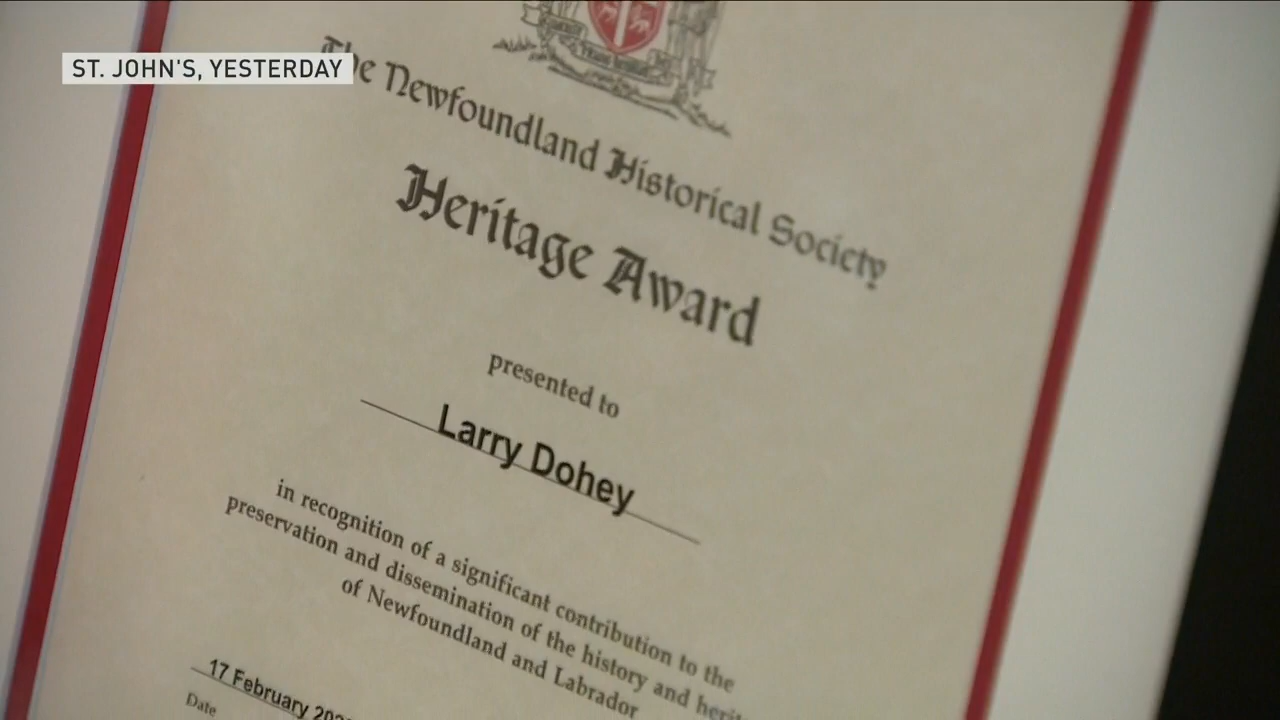 ST. JOHN'S, YESTERDAY
The Newfoundland Historical Society
Heritage Award
presented to
Larry Dohey
in recognition of a significant contribution to the
preservation and dissemination of the history and
of Newfoundland and Labrador
17 February
Date